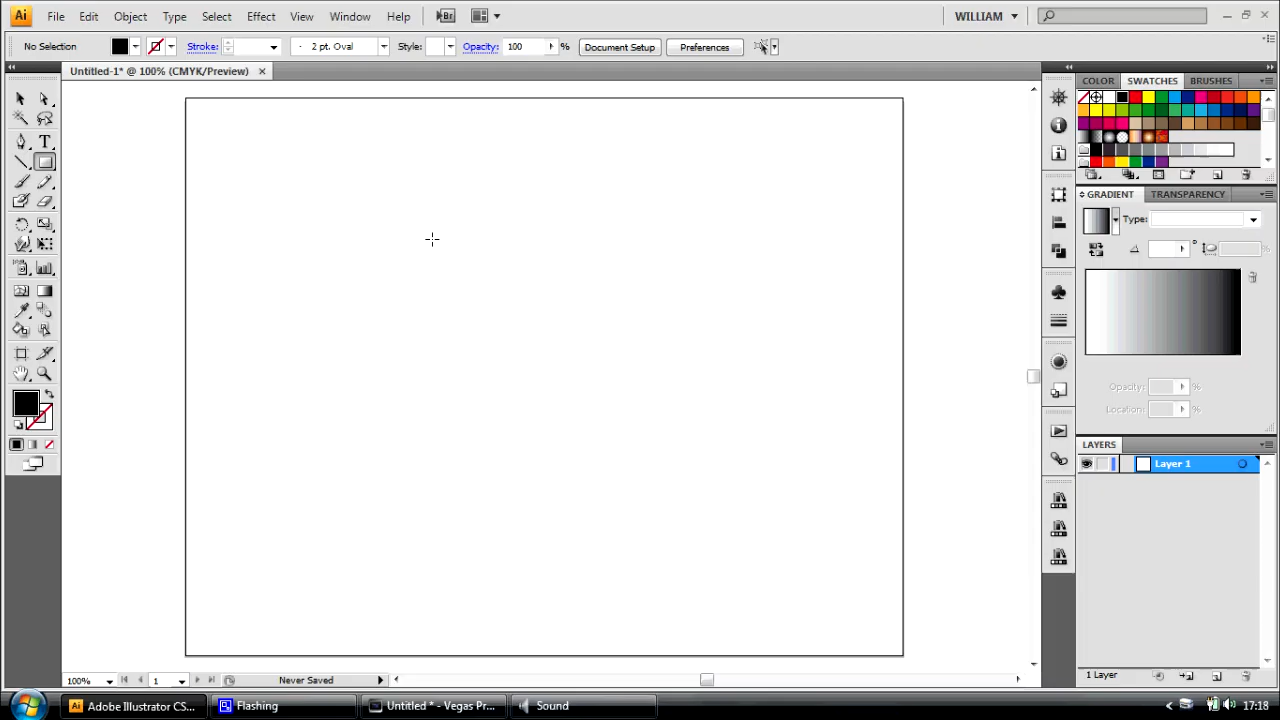 Ai File Edit Object Type Select Effect View Window Help Br WILLIAM
No Selection Stroke: 2 pt. Oval Style: Opacity: 100 % Document Setup Preferences
Untitled-1* @ 100% (CMYK/Preview)
COLOR SWATCHES BRUSHES
GRADIENT TRANSPARENCY
Type:
° %
Opacity: %
Location: %
LAYERS
Layer 1
1 Layer
100% 1 Never Saved
Ai Adobe Illustrator CS... Flashing Untitled * - Vegas Pr... Sound 17:18